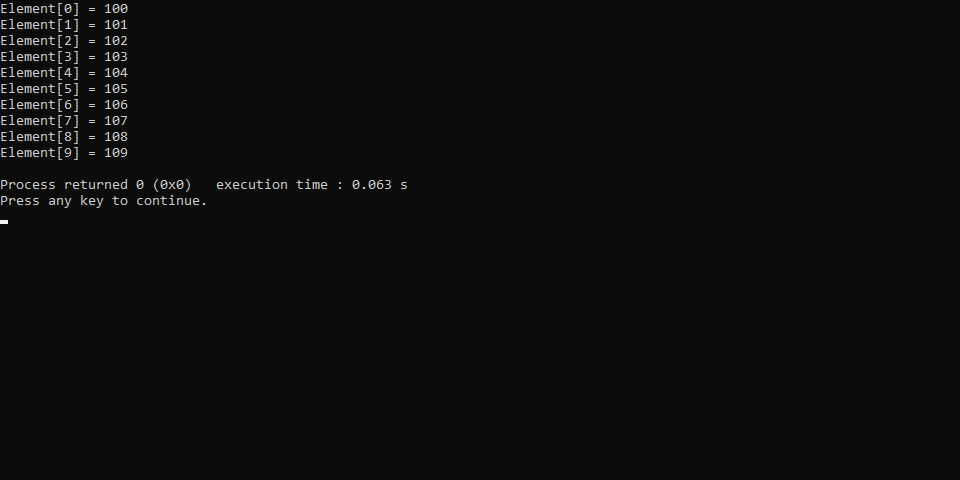 Element[0] = 100
Element[1] = 101
Element[2] = 102
Element[3] = 103
Element[4] = 104
Element[5] = 105
Element[6] = 106
Element[7] = 107
Element[8] = 108
Element[9] = 109
Process returned 0 (0x0)   execution time : 0.063 s
Press any key to continue.